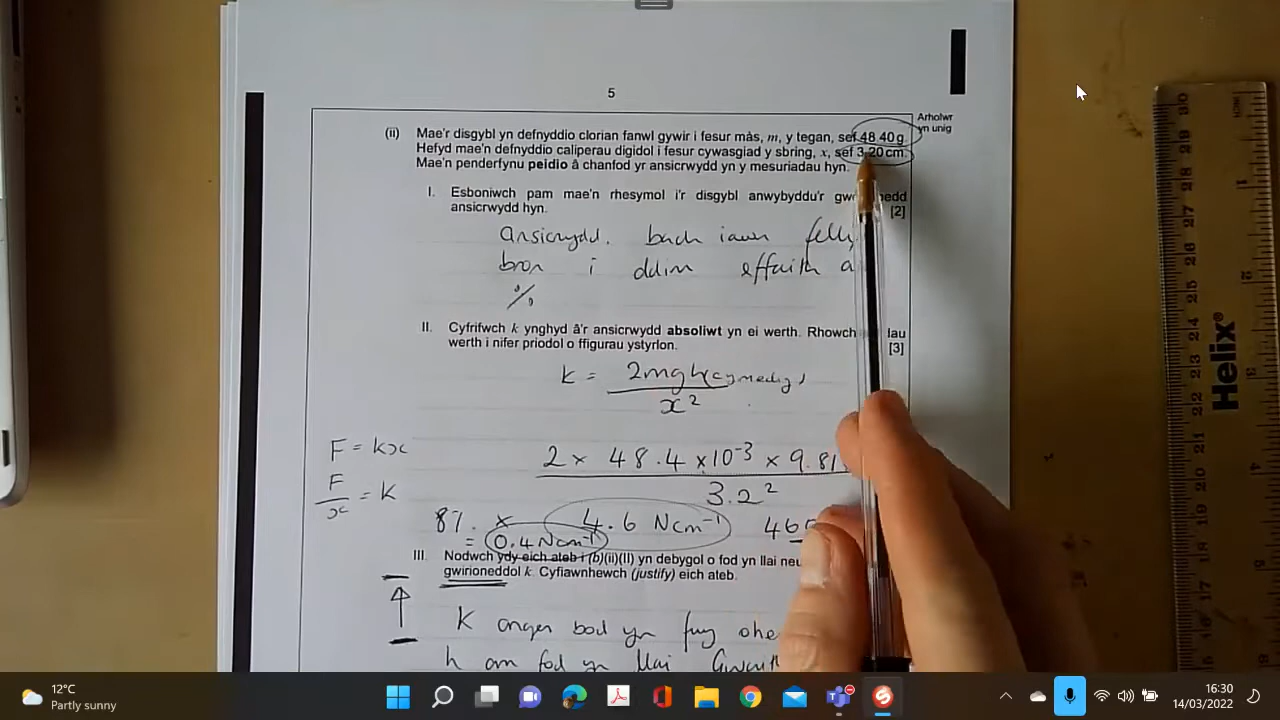 5
Arholwr
yn unig
(ii) Mae'r disgybl yn defnyddio clorian fanwl gywir i fesur màs, m, y tegan, sef 48.40 g
Hefyd mae'n defnyddio caliperau digidol i fesur cywasgiad y sbring, x, sef 3.20 cm.
Mae'n penderfynu peidio â chanfod yr ansicrwydd yn y mesuriadau hyn.
I. Esboniwch pam mae'n rhesymol i'r disgybl anwybyddu'r
ansicrwydd hyn. [2]
bach iawn
bron i ddim effaith a
%
II. Cyfrifwch k ynghyd â'r ansicrwydd absoliwt yn ei werth. Rhowch lau
werth i nifer priodol o ffigurau ystyrlon. [3]
k = 2mgh(cymedig)
x²
F = kx
2 × 48.4 × 10⁻³ × 9.81
3.2²
F/x = k
8% × 4.6 Ncm⁻¹
= 0.4 Ncm⁻¹
III. Nodwch ydy eich ateb i (b)(ii)(II) yn debygol o fod yn llai neu
gwirioneddol k. Cyfiawnhewch (justify) eich ateb.
K angen bod yn fwy
h am fod yn llai
Helix
12°C
Partly sunny
16:30
14/03/2022